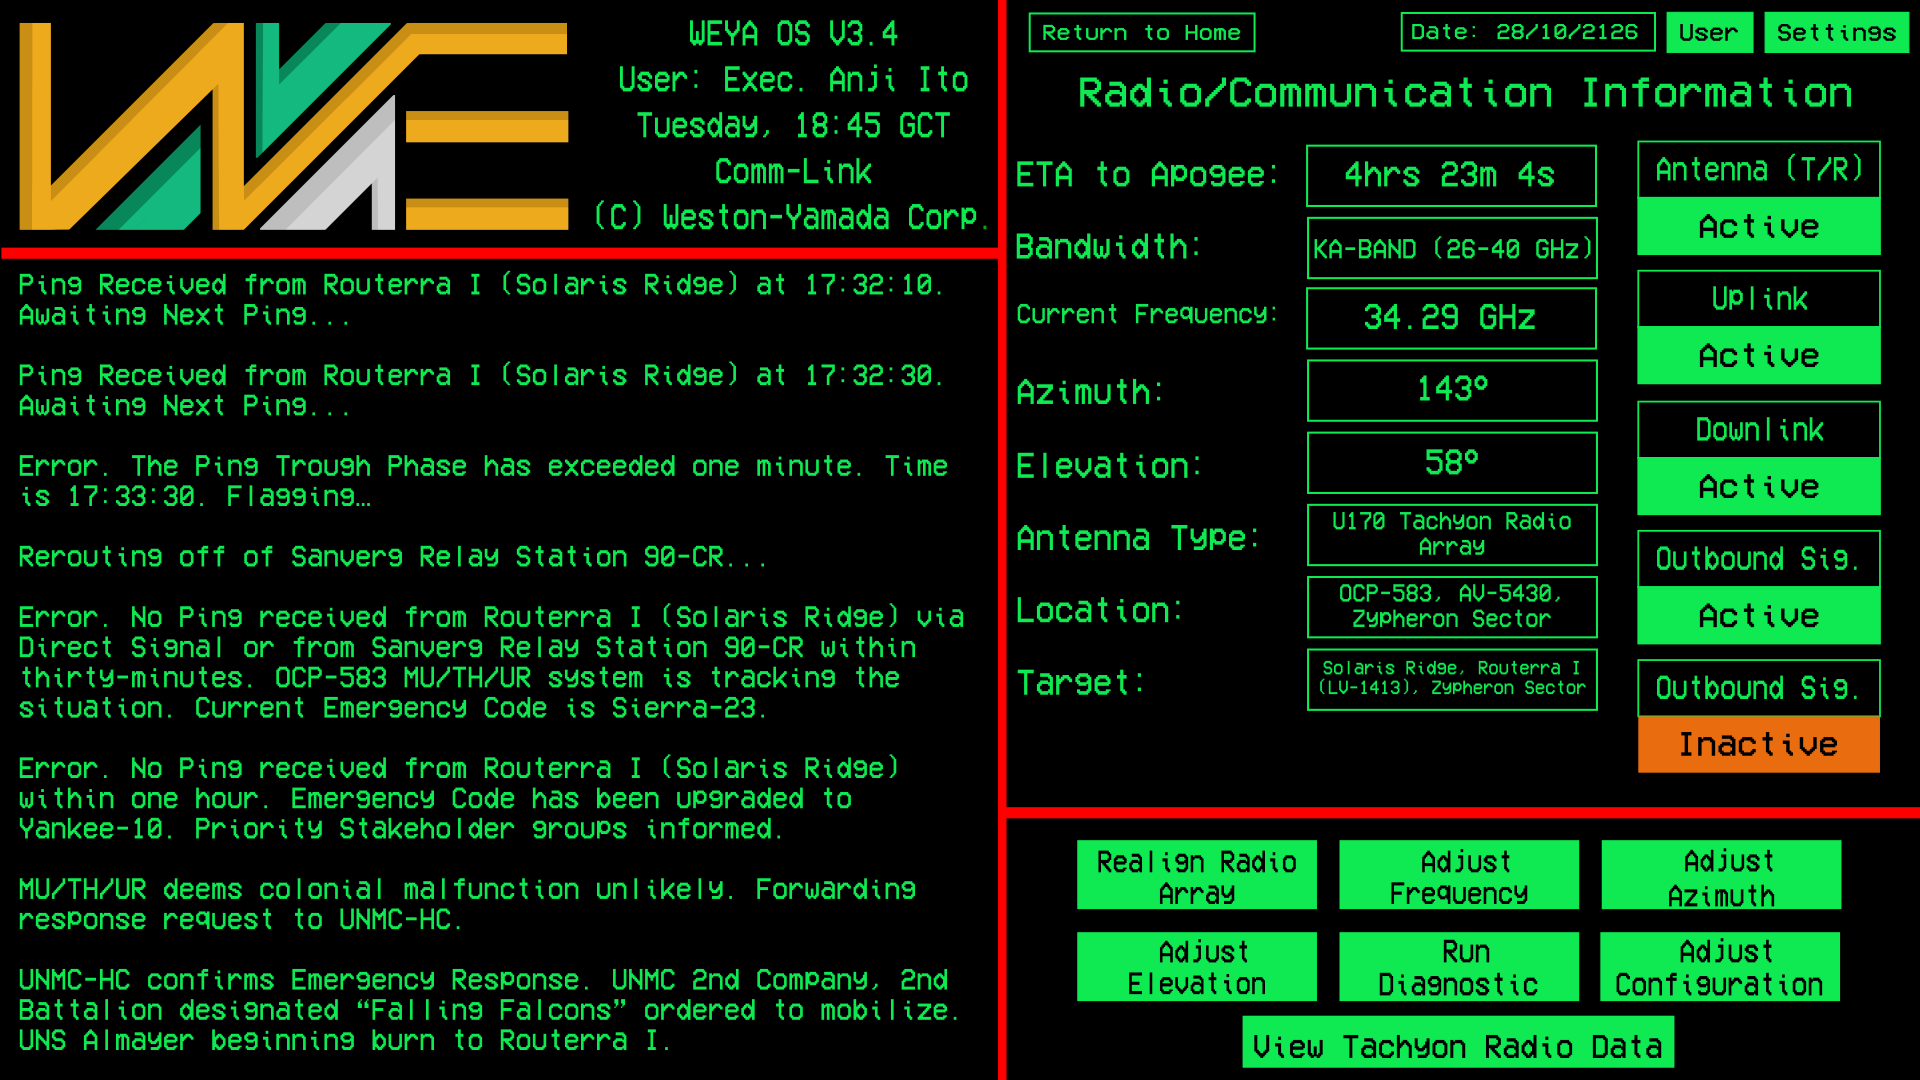 WEYA OS V3.4
User: Exec. Anji Ito
Tuesday, 18:45 GCT
Comm-Link
(C) Weston-Yamada Corp.
Ping Received from Routerra I (Solaris Ridge) at 17:32:10.
Awaiting Next Ping...
Ping Received from Routerra I (Solaris Ridge) at 17:32:30.
Awaiting Next Ping...
Error. The Ping Trough Phase has exceeded one minute. Time
is 17:33:30. Flagging…
Rerouting off of Sanverg Relay Station 90-CR...
Error. No Ping received from Routerra I (Solaris Ridge) via
Direct Signal or from Sanverg Relay Station 90-CR within
thirty-minutes. OCP-583 MU/TH/UR system is tracking the
situation. Current Emergency Code is Sierra-23.
Error. No Ping received from Routerra I (Solaris Ridge)
within one hour. Emergency Code has been upgraded to
Yankee-10. Priority Stakeholder groups informed.
MU/TH/UR deems colonial malfunction unlikely. Forwarding
response request to UNMC-HC.
UNMC-HC confirms Emergency Response. UNMC 2nd Company, 2nd
Battalion designated “Falling Falcons” ordered to mobilize.
UNS Almayer beginning burn to Routerra I.
Return to Home
Date: 28/10/2126
User
Settings
Radio/Communication Information
ETA to Apogee:
4hrs 23m 4s
Bandwidth:
KA-BAND (26-40 GHz)
Current Frequency:
34.29 GHz
Azimuth:
143º
Elevation:
58º
Antenna Type:
U170 Tachyon Radio
Array
Location:
OCP-583, AV-5430,
Zypheron Sector
Target:
Solaris Ridge, Routerra I
(LV-1413), Zypheron Sector
Antenna (T/R)
Active
Uplink
Active
Downlink
Active
Outbound Sig.
Active
Outbound Sig.
Inactive
Realign Radio
Array
Adjust
Frequency
Adjust
Azimuth
Adjust
Elevation
Run
Diagnostic
Adjust
Configuration
View Tachyon Radio Data